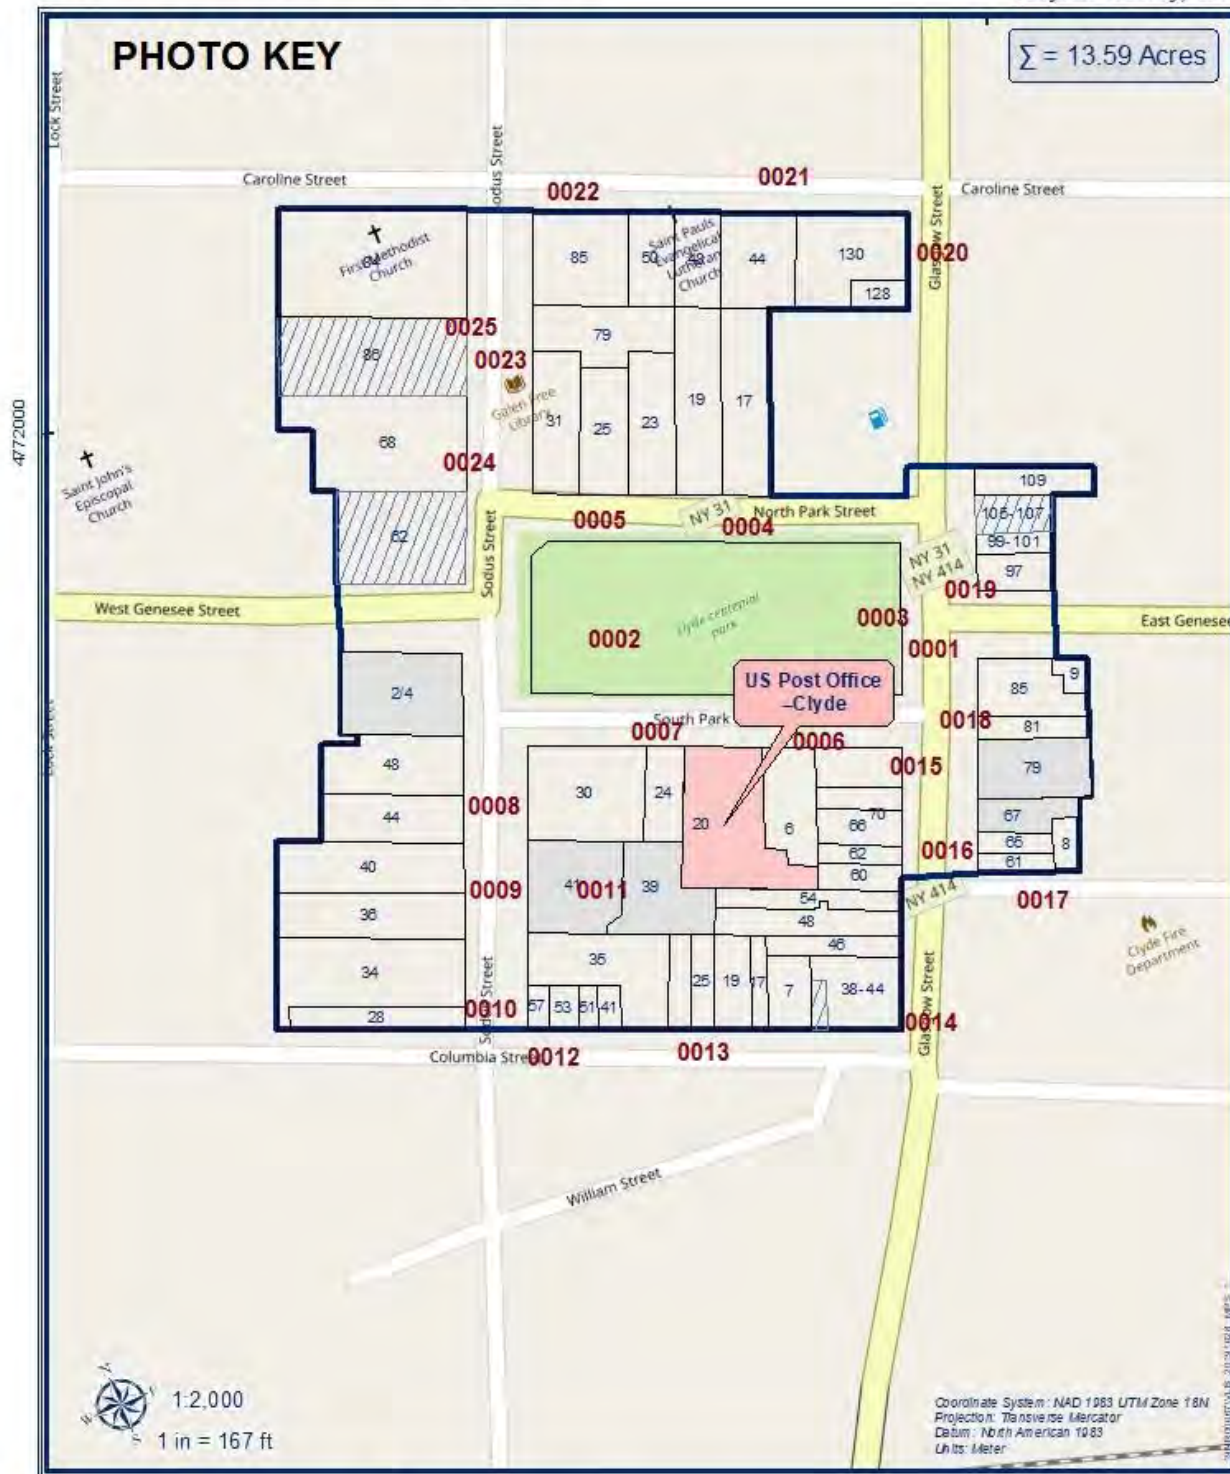 PHOTO KEY
∑ = 13.59 Acres
Lock Street
Caroline Street
Sodus Street
0022
0021
Caroline Street
Glasgow Street
0020
First Methodist
Church
85
50
Saint Pauls
Evangelical
Lutheran
Church
44
130
128
0025
0023
86
79
Galen Free
Library
31
25
23
19
17
68
0024
4772000
Saint John's
Episcopal
Church
62
0005
NY 31
0004
North Park Street
109
105-107
99-101
97
NY 31
NY 414
0019
Sodus Street
West Genesee Street
Clyde centenial
park
0002
0003
0001
East Genesee
US Post Office
–Clyde
2/4
South Park
0007
0006
0018
85
9
81
79
0015
48
44
0008
30
24
20
6
70
66
62
60
67
65
61
8
0016
0017
NY 414
40
0009
41
0011
39
54
48
46
36
34
28
35
57
53
51
41
25
19
17
7
38-44
0010
0014
Sodus Street
Glasgow Street
Clyde Fire
Department
Lock Street
Columbia Street
0012
0013
William Street
N
E
S
W
1:2,000
1 in = 167 ft
Coordinate System: NAD 1983 UTM Zone 18N
Projection: Transverse Mercator
Datum: North American 1983
Units: Meter